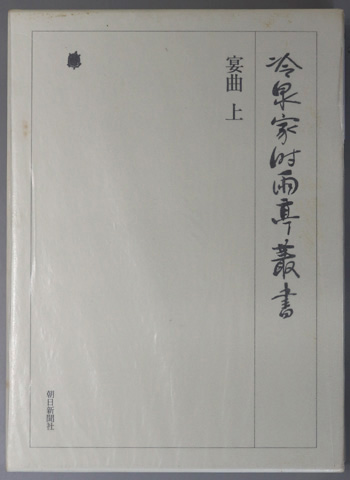 冷泉家時雨亭叢書
宴曲 上
朝日新聞社